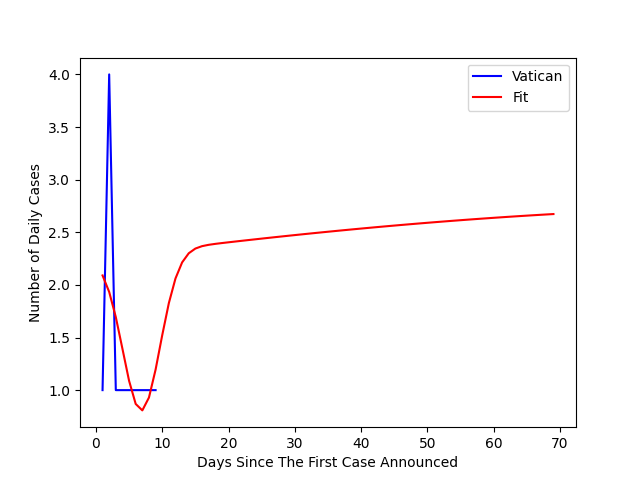 Vatican
Fit
4.0
3.5
3.0
2.5
2.0
1.5
1.0
Number of Daily Cases
0 10 20 30 40 50 60 70
Days Since The First Case Announced